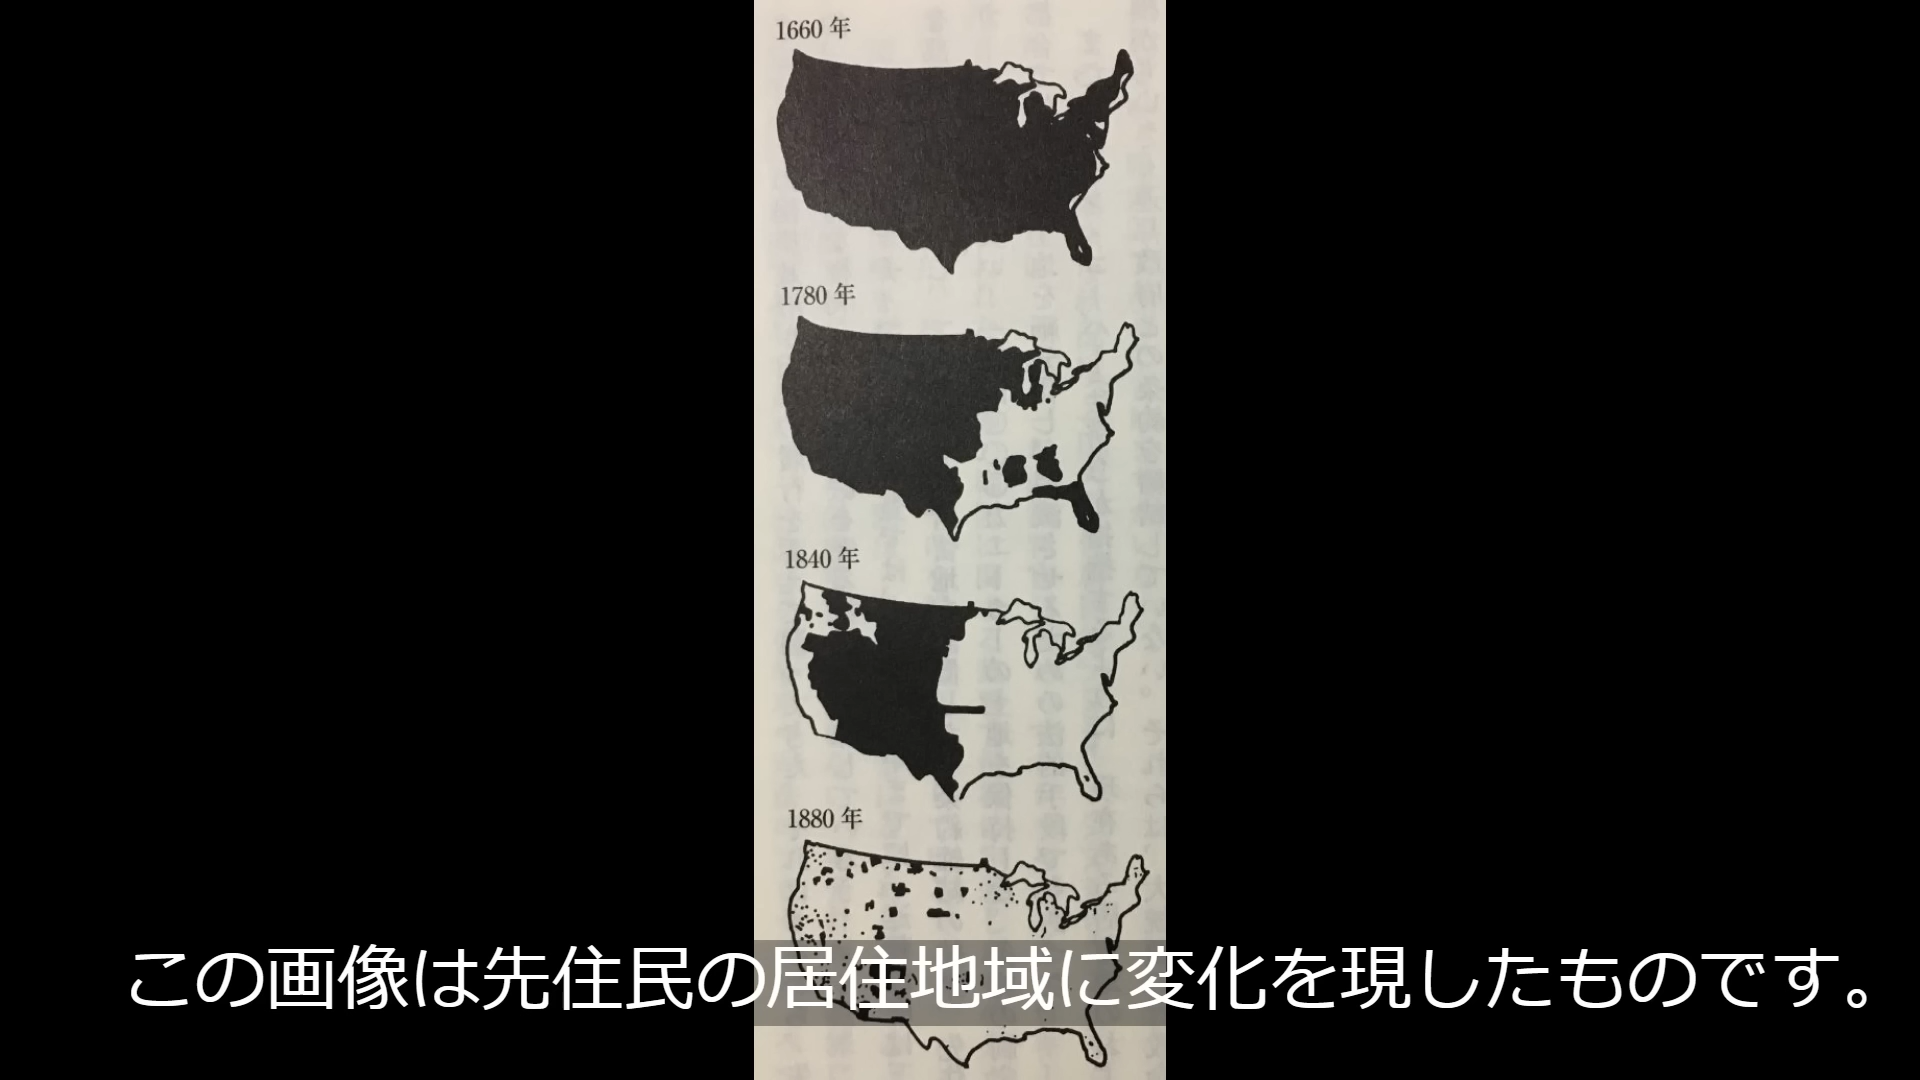 1660 年
1780 年
1840 年
1880 年
この画像は先住民の居住地域に変化を現したものです。